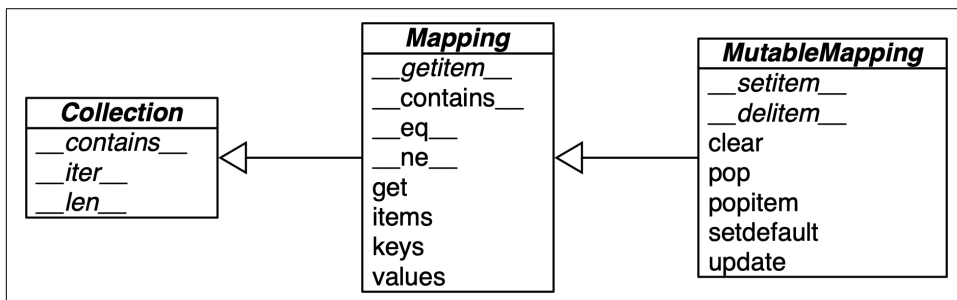 Collection
__contains__
__iter__
__len__
Mapping
__getitem__
__contains__
__eq__
__ne__
get
items
keys
values
MutableMapping
__setitem__
__delitem__
clear
pop
popitem
setdefault
update